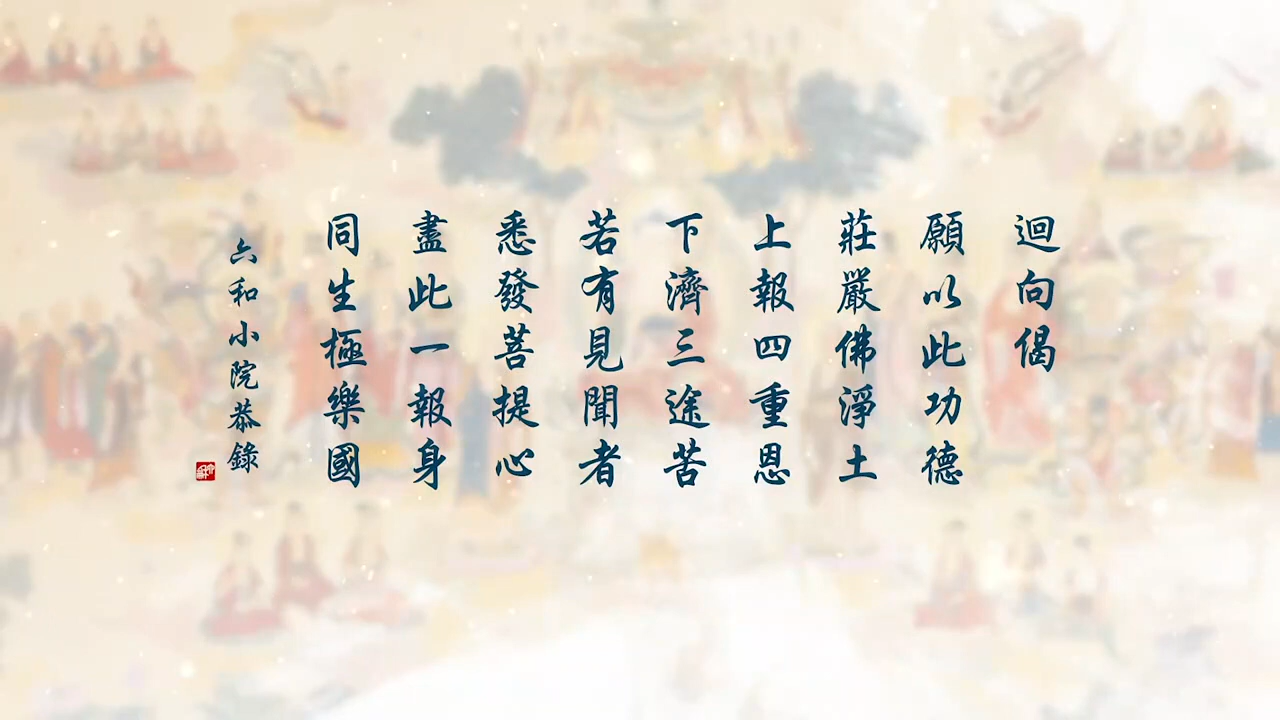 迴向偈
願以此功德
莊嚴佛淨土
上報四重恩
下濟三途苦
若有見聞者
悉發菩提心
盡此一報身
同生極樂國
六和小院恭錄